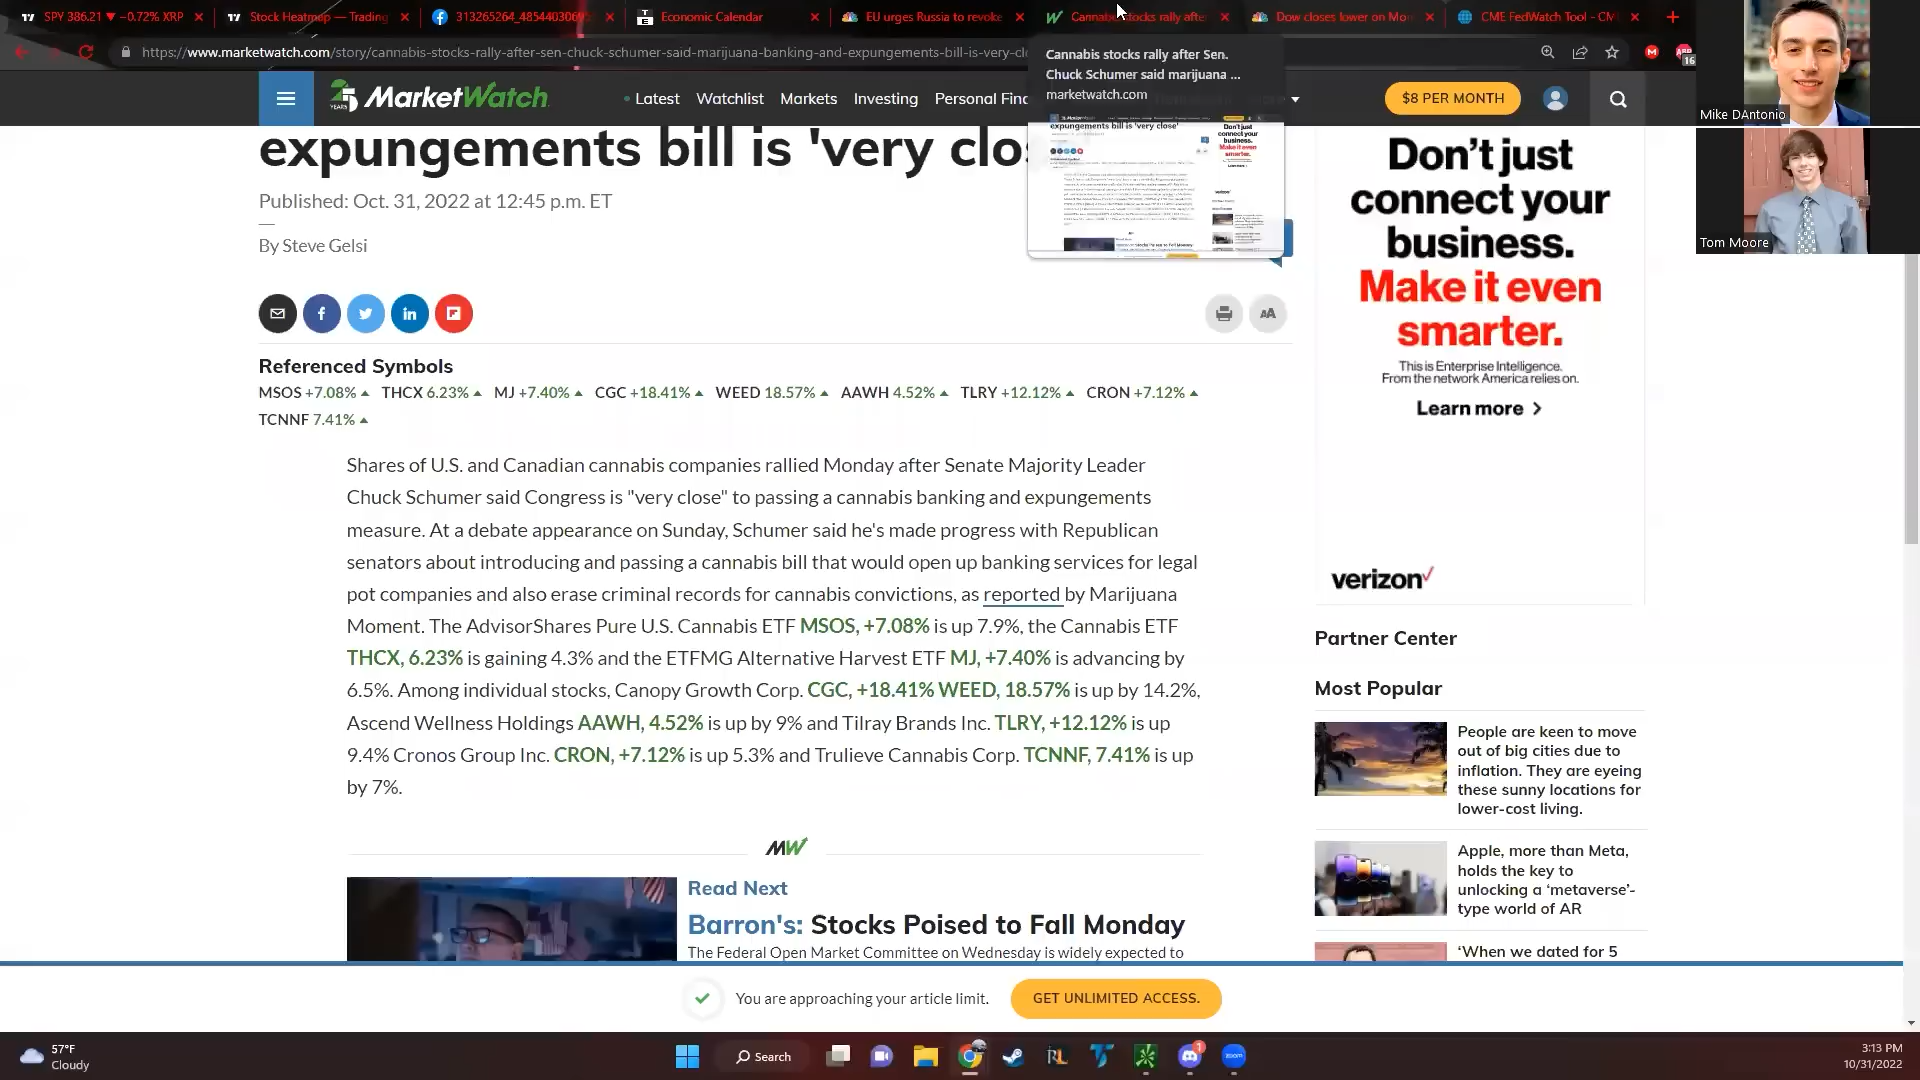 SPY 386.21 ▼ −0.72% XRP
Stock Heatmap — Trading
Economic Calendar
EU urges Russia to revoke
Cannabis stocks rally after
Dow closes lower on Mon
CME FedWatch Tool - CM
https://www.marketwatch.com/story/cannabis-stocks-rally-after-sen-chuck-schumer-said-marijuana-banking-and-expungements-bill-is-very-clo
16
Cannabis stocks rally after Sen.
Chuck Schumer said marijuana ...
marketwatch.com
25 YEARS MarketWatch
Latest Watchlist Markets Investing Personal Fin
$8 PER MONTH
Mike DAntonio
Tom Moore
expungements bill is 'very clo
expungements bill is 'very close'
Published: Oct. 31, 2022 at 12:45 p.m. ET
By Steve Gelsi
AA
Referenced Symbols
MSOS +7.08% ▲ THCX 6.23% ▲ MJ +7.40% ▲ CGC +18.41% ▲ WEED 18.57% ▲ AAWH 4.52% ▲ TLRY +12.12% ▲ CRON +7.12% ▲
TCNNF 7.41% ▲
Shares of U.S. and Canadian cannabis companies rallied Monday after Senate Majority Leader
Chuck Schumer said Congress is "very close" to passing a cannabis banking and expungements
measure. At a debate appearance on Sunday, Schumer said he's made progress with Republican
senators about introducing and passing a cannabis bill that would open up banking services for legal
pot companies and also erase criminal records for cannabis convictions, as reported by Marijuana
Moment. The AdvisorShares Pure U.S. Cannabis ETF MSOS, +7.08% is up 7.9%, the Cannabis ETF
THCX, 6.23% is gaining 4.3% and the ETFMG Alternative Harvest ETF MJ, +7.40% is advancing by
6.5%. Among individual stocks, Canopy Growth Corp. CGC, +18.41% WEED, 18.57% is up by 14.2%,
Ascend Wellness Holdings AAWH, 4.52% is up by 9% and Tilray Brands Inc. TLRY, +12.12% is up
9.4% Cronos Group Inc. CRON, +7.12% is up 5.3% and Trulieve Cannabis Corp. TCNNF, 7.41% is up
by 7%.
MW
Read Next
Barron's: Stocks Poised to Fall Monday
The Federal Open Market Committee on Wednesday is widely expected to
Don't just
connect your
business.
Make it even
smarter.
This is Enterprise Intelligence.
From the network America relies on.
Learn more >
verizon✓
Partner Center
Most Popular
People are keen to move
out of big cities due to
inflation. They are eyeing
these sunny locations for
lower-cost living.
Apple, more than Meta,
holds the key to
unlocking a ‘metaverse’-
type world of AR
‘When we dated for 5
You are approaching your article limit.
GET UNLIMITED ACCESS.
57°F
Cloudy
Search
RL
1
zoom
3:13 PM
10/31/2022